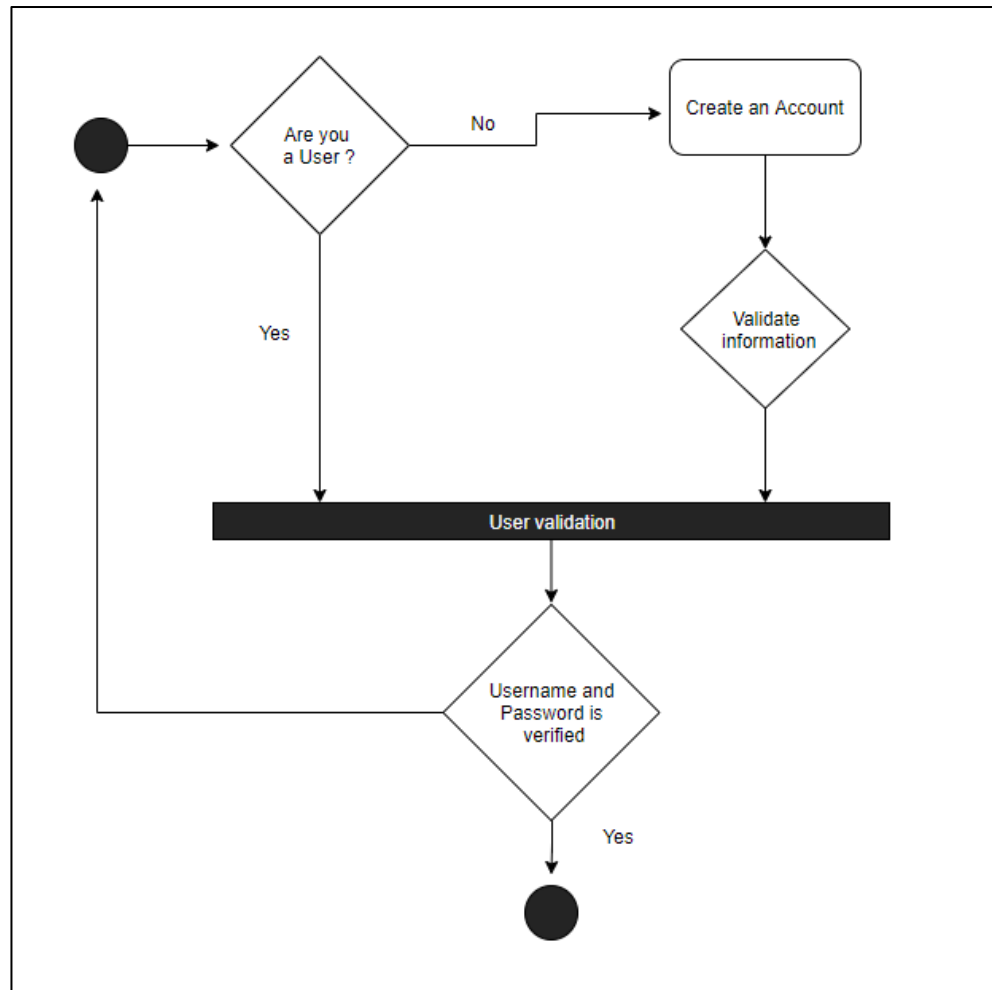 Are you
a User ?
No
Create an Account
Yes
Validate
information
User validation
Username and
Password is
verified
Yes